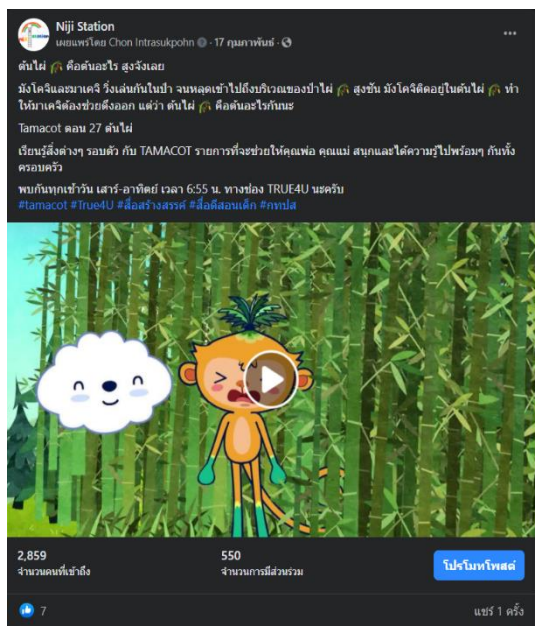 Niji Station
เผยแพร่โดย Chon Intrasukpohn · 17 กุมภาพันธ์ ·
ต้นไผ่ 🎋 คือต้นอะไร สูงจังเลย
มังโคจิและมาเคจิ วิ่งเล่นกันในป่า จนหลุดเข้าไปถึงบริเวณของป่าไผ่ 🎋 สูงชัน มังโคจิติดอยู่ในต้นไผ่ 🎋 ทำ
ให้มาเคจิต้องช่วยดึงออก แต่ว่า ต้นไผ่ 🎋 คือต้นอะไรกันนะ
Tamacot ตอน 27 ต้นไผ่
เรียนรู้สิ่งต่างๆ รอบตัว กับ TAMACOT รายการที่จะช่วยให้คุณพ่อ คุณแม่ สนุกและได้ความรู้ไปพร้อมๆ กันทั้ง
ครอบครัว
พบกันทุกเช้าวัน เสาร์-อาทิตย์ เวลา 6:55 น. ทางช่อง TRUE4U นะครับ
#tamacot #True4U #สื่อสร้างสรรค์ #สื่อดีสอนเด็ก #กทปส
2,859
จำนวนคนที่เข้าถึง
550
จำนวนการมีส่วนร่วม
โปรโมทโพสต์
7
แชร์ 1 ครั้ง